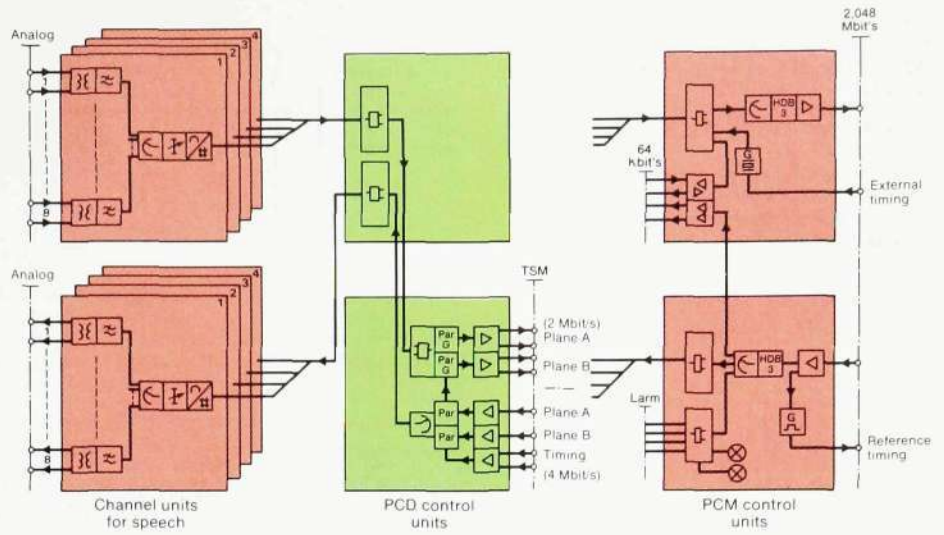 Analog
1
8
1
2
3
4
Analog
1
8
1
2
3
4
Channel units
for speech
Par
G
Par
G
Par
Par
TSM
(2 Mbit/s)
Plane A
Plane B
Plane A
Plane B
Timing
(4 Mbit/s)
PCD control
units
2,048
Mbit's
HDB
3
G
64
kbit's
External
timing
Larm
HDB
3
G
Reference
timing
PCM control
units